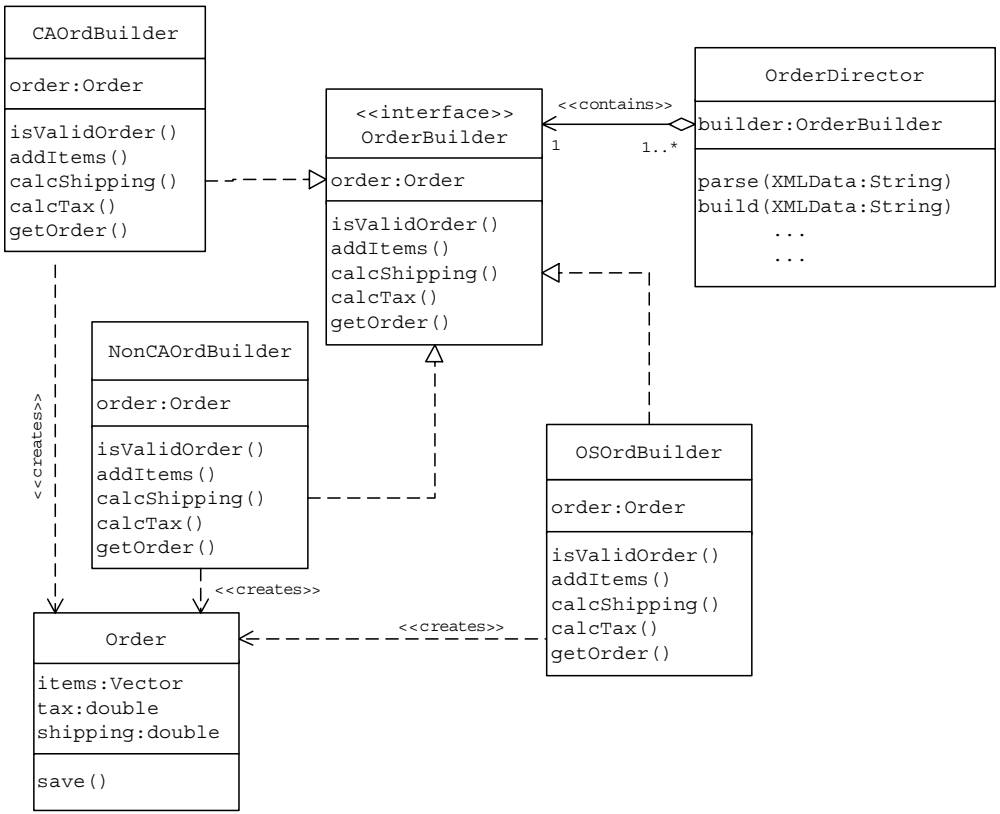 CAOrdBuilder
order:Order
isValidOrder()
addItems()
calcShipping()
calcTax()
getOrder()
<<interface>>
OrderBuilder
order:Order
isValidOrder()
addItems()
calcShipping()
calcTax()
getOrder()
<<contains>>
1
1..*
OrderDirector
builder:OrderBuilder
parse(XMLData:String)
build(XMLData:String)
...
...
NonCAOrdBuilder
order:Order
isValidOrder()
addItems()
calcShipping()
calcTax()
getOrder()
<<creates>>
<<creates>>
<<creates>>
OSOrdBuilder
order:Order
isValidOrder()
addItems()
calcShipping()
calcTax()
getOrder()
Order
items:Vector
tax:double
shipping:double
save()